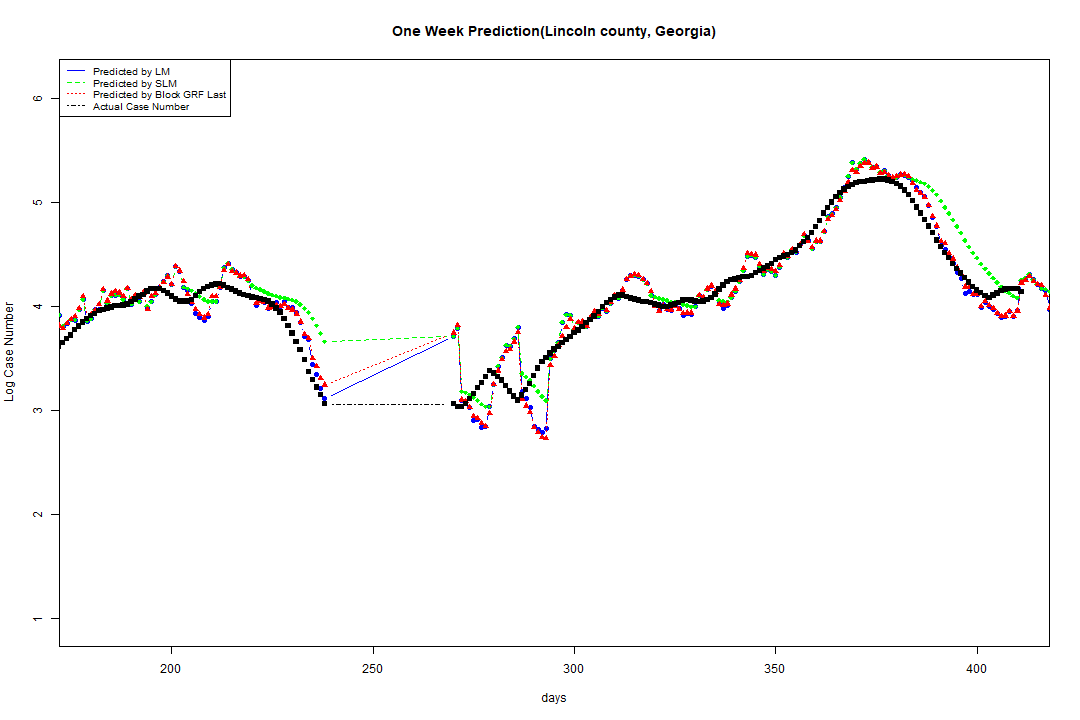 One Week Prediction(Lincoln county, Georgia)
Predicted by LM
Predicted by SLM
Predicted by Block GRF Last
Actual Case Number
Log Case Number
6
5
4
3
2
1
200
250
300
350
400
days